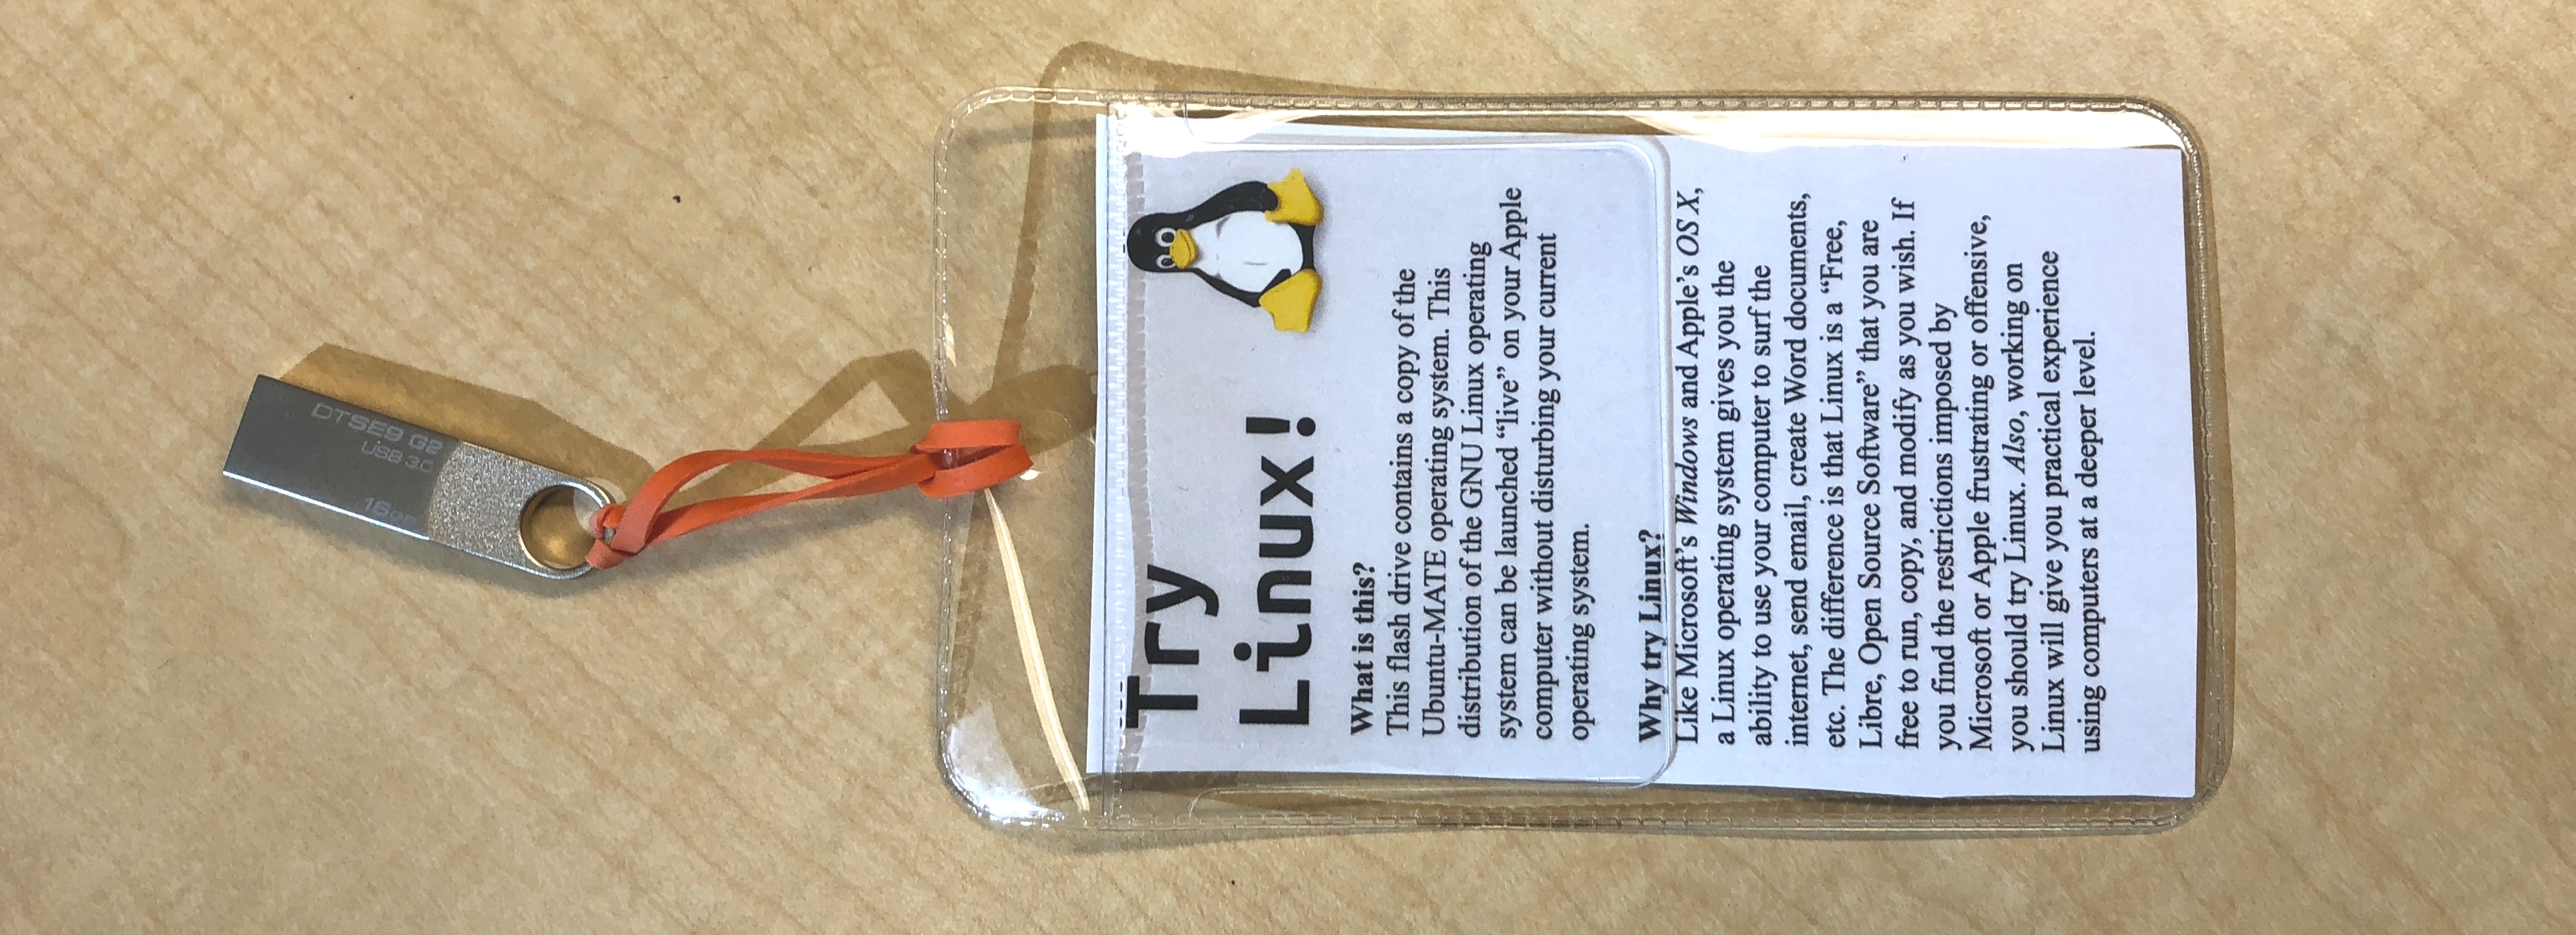 DTSE9 G2
USB 3.0
16GB
Try
Linux!
What is this?
This flash drive contains a copy of the
Ubuntu-MATE operating system. This
distribution of the GNU Linux operating
system can be launched “live” on your Apple
computer without disturbing your current
operating system.
Why try Linux?
Like Microsoft’s Windows and Apple’s OS X,
a Linux operating system gives you the
ability to use your computer to surf the
internet, send email, create Word documents,
etc. The difference is that Linux is a “Free,
Libre, Open Source Software” that you are
free to run, copy, and modify as you wish. If
you find the restrictions imposed by
Microsoft or Apple frustrating or offensive,
you should try Linux. Also, working on
Linux will give you practical experience
using computers at a deeper level.